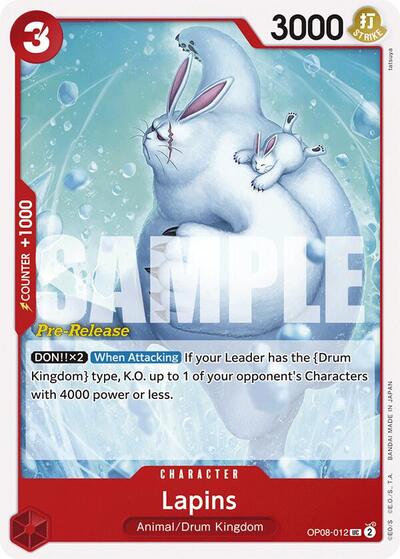 3
3000
打
STRIKE
tatsuya
COUNTER +1000
SAMPLE
Pre-Release
DON!!×2 When Attacking If your Leader has the {Drum
Kingdom} type, K.O. up to 1 of your opponent's Characters
with 4000 power or less.
CHARACTER
Lapins
Animal/Drum Kingdom
OP08-012 UC 2
©E.O./S. ©E.O.S., T.A. BANDAI MADE IN JAPAN